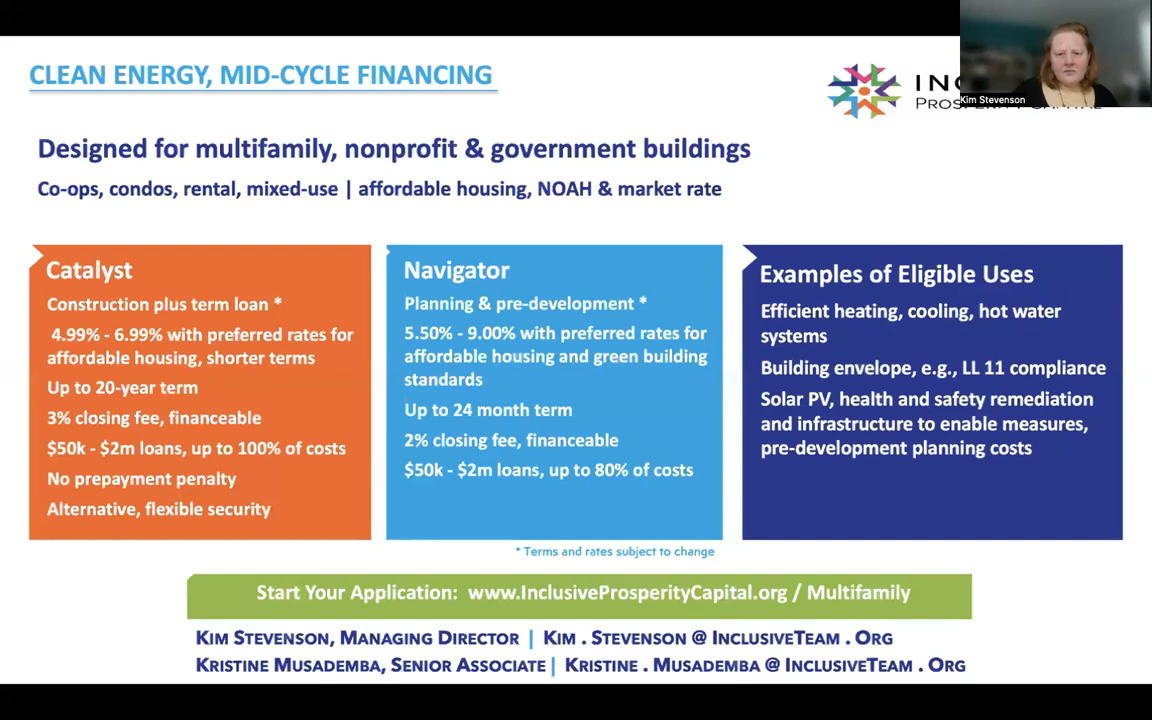 CLEAN ENERGY, MID-CYCLE FINANCING
Kim Stevenson
Designed for multifamily, nonprofit & government buildings
Co-ops, condos, rental, mixed-use | affordable housing, NOAH & market rate
Catalyst
Construction plus term loan *
4.99% - 6.99% with preferred rates for
affordable housing, shorter terms
Up to 20-year term
3% closing fee, financeable
$50k - $2m loans, up to 100% of costs
No prepayment penalty
Alternative, flexible security
Navigator
Planning & pre-development *
5.50% - 9.00% with preferred rates for
affordable housing and green building
standards
Up to 24 month term
2% closing fee, financeable
$50k - $2m loans, up to 80% of costs
Examples of Eligible Uses
Efficient heating, cooling, hot water
systems
Building envelope, e.g., LL 11 compliance
Solar PV, health and safety remediation
and infrastructure to enable measures,
pre-development planning costs
* Terms and rates subject to change
Start Your Application: www.InclusiveProsperityCapital.org / Multifamily
KIM STEVENSON, MANAGING DIRECTOR | KIM . STEVENSON @ INCLUSIVETEAM . ORG
KRISTINE MUSADEMBA, SENIOR ASSOCIATE | KRISTINE . MUSADEMBA @ INCLUSIVETEAM . ORG